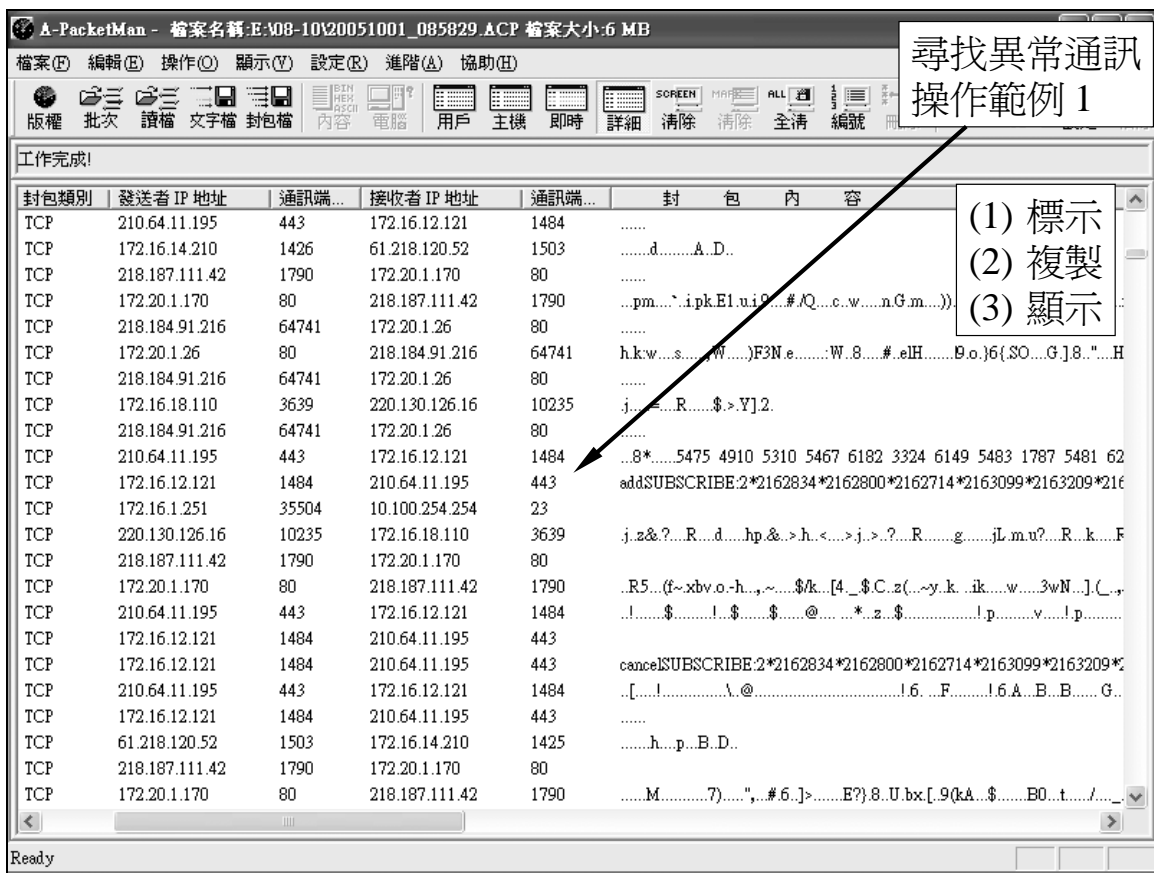 A-PacketMan - 檔案名稱:E:\08-10\20051001_085829.ACP 檔案大小:6 MB
尋找異常通訊
操作範例 1
檔案(F) 編輯(E) 操作(O) 顯示(V) 設定(R) 進階(A) 協助(H)
BIN HEX ASCII SCREEN MAP ALL
版權 批次 讀檔 文字檔 封包檔 內容 電腦 用戶 主機 即時 詳細 清除 清除 全清 編號
工作完成!
封包類別 發送者 IP 地址 通訊端... 接收者 IP 地址 通訊端... 封 包 內 容
(1) 標示
(2) 複製
(3) 顯示
TCP 210.64.11.195 443 172.16.12.121 1484 ......
TCP 172.16.14.210 1426 61.218.120.52 1503 .......d........A..D..
TCP 218.187.111.42 1790 172.20.1.170 80 ......
TCP 172.20.1.170 80 218.187.111.42 1790
TCP 218.184.91.216 64741 172.20.1.26 80 ......
TCP 172.20.1.26 80 218.184.91.216 64741
TCP 218.184.91.216 64741 172.20.1.26 80 ......
TCP 172.16.18.110 3639 220.130.126.16 10235
TCP 218.184.91.216 64741 172.20.1.26 80 ......
TCP 210.64.11.195 443 172.16.12.121 1484 ...8*......5475 4910 5310 5467 6182 3324 6149 5483 1787 5481 62
TCP 172.16.12.121 1484 210.64.11.195 443 addSUBSCRIBE:2*2162834*2162800*2162714*2163099*2163209*216
TCP 172.16.1.251 35504 10.100.254.254 23
TCP 220.130.126.16 10235 172.16.18.110 3639
TCP 218.187.111.42 1790 172.20.1.170 80
TCP 172.20.1.170 80 218.187.111.42 1790
TCP 210.64.11.195 443 172.16.12.121 1484
TCP 172.16.12.121 1484 210.64.11.195 443
TCP 172.16.12.121 1484 210.64.11.195 443 cancelSUBSCRIBE:2*2162834*2162800*2162714*2163099*2163209*2
TCP 210.64.11.195 443 172.16.12.121 1484
TCP 172.16.12.121 1484 210.64.11.195 443 ......
TCP 61.218.120.52 1503 172.16.14.210 1425 .......h....p...B..D..
TCP 218.187.111.42 1790 172.20.1.170 80
TCP 172.20.1.170 80 218.187.111.42 1790
Ready